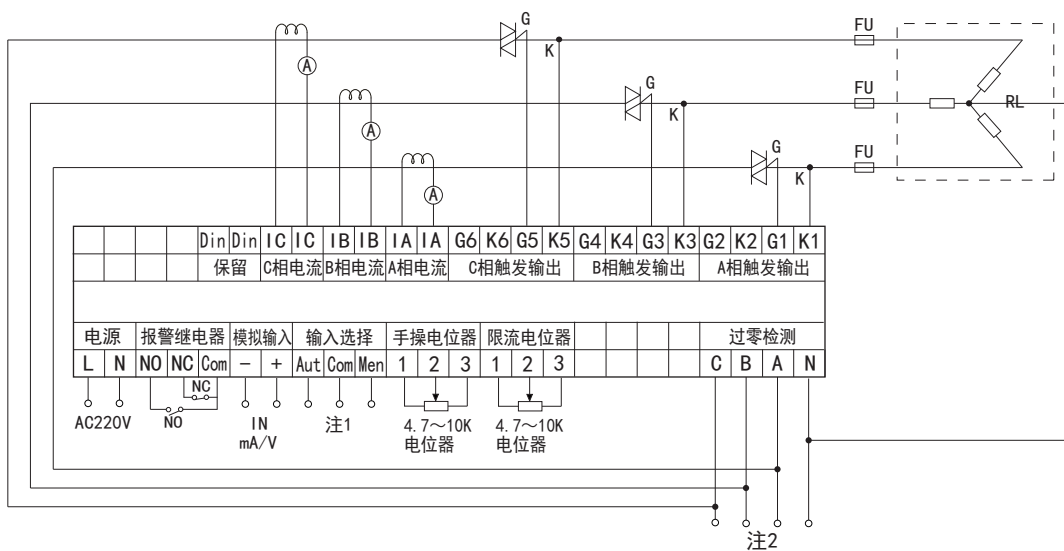 G FU
K
G FU
K RL
G FU
K
A
A
A
Din Din IC IC IB IB IA IA G6 K6 G5 K5 G4 K4 G3 K3 G2 K2 G1 K1
保留 C相电流 B相电流 A相电流 C相触发输出 B相触发输出 A相触发输出
电源 报警继电器 模拟输入 输入选择 手操电位器 限流电位器 过零检测
L N NO NC Com － + Aut Com Men 1 2 3 1 2 3 C B A N
NC
AC220V NO IN 注1 4.7～10K 4.7～10K
mA/V 电位器 电位器
注2